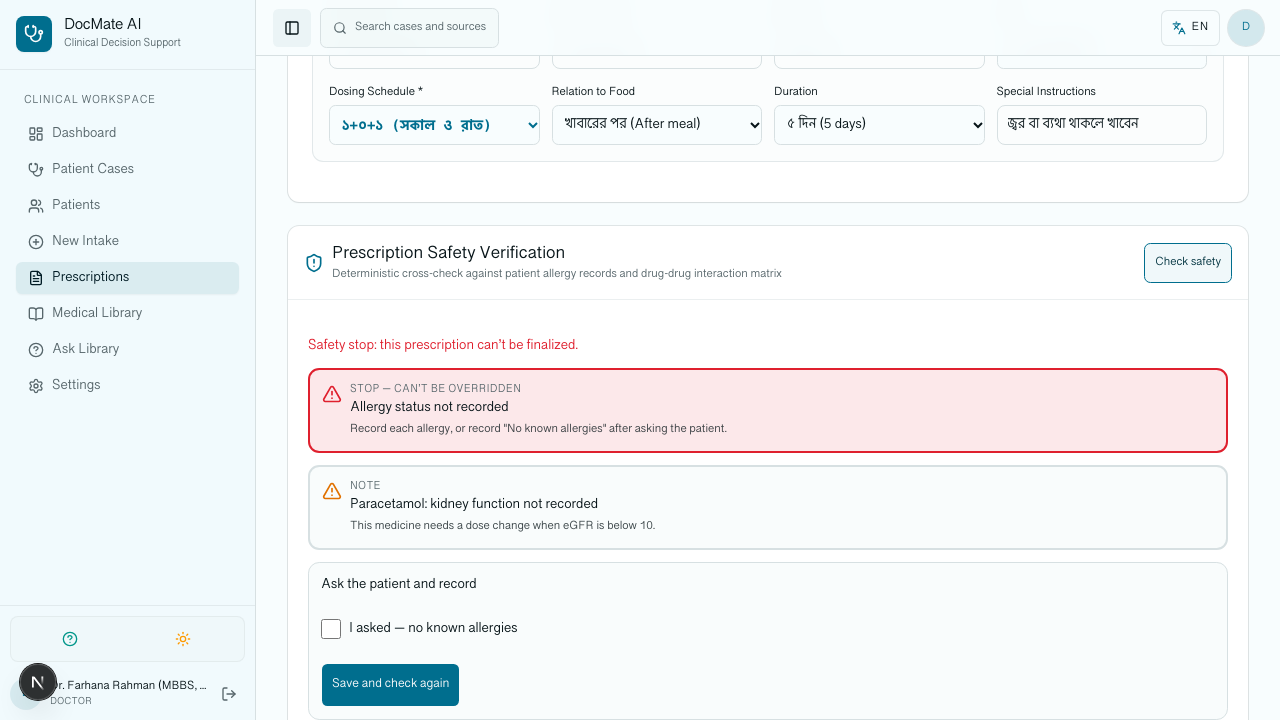 DocMate AI
Clinical Decision Support
Search cases and sources
EN
D
CLINICAL WORKSPACE
Dashboard
Patient Cases
Patients
New Intake
Prescriptions
Medical Library
Ask Library
Settings
Dosing Schedule *
Relation to Food
Duration
Special Instructions
১+০+১ (সকাল ও রাত)
খাবারের পর (After meal)
৫ দিন (5 days)
জ্বর বা ব্যথা থাকলে খাবেন
Prescription Safety Verification
Deterministic cross-check against patient allergy records and drug-drug interaction matrix
Check safety
Safety stop: this prescription can't be finalized.
STOP — CAN'T BE OVERRIDDEN
Allergy status not recorded
Record each allergy, or record "No known allergies" after asking the patient.
NOTE
Paracetamol: kidney function not recorded
This medicine needs a dose change when eGFR is below 10.
Ask the patient and record
I asked — no known allergies
Save and check again
N
r. Farhana Rahman (MBBS, ...
DOCTOR